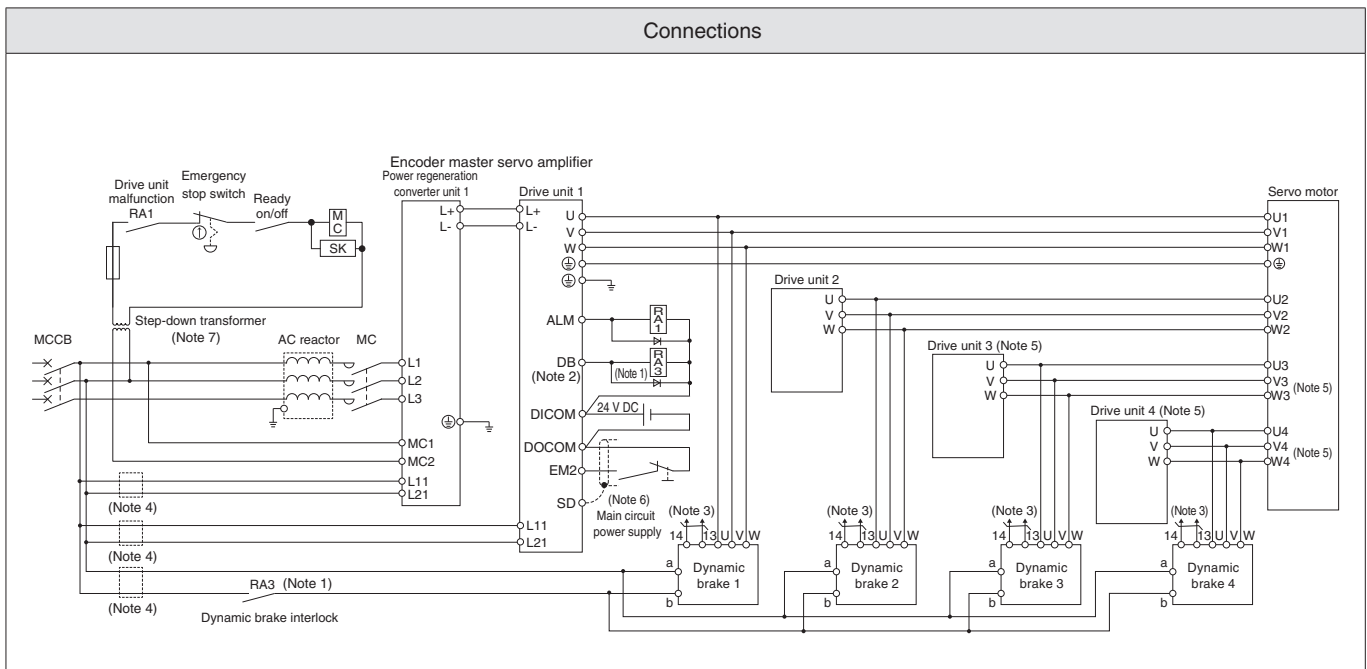 Connections
Encoder master servo amplifier
Power regeneration
converter unit 1
Drive unit 1
Servo motor
Drive unit
malfunction
RA1
Emergency
stop switch
Ready
on/off
M
C
SK
L+
L-
L+
L-
U
V
W
U1
V1
W1
Drive unit 2
U
V
W
U2
V2
W2
Step-down transformer
(Note 7)
MCCB
AC reactor
MC
L1
L2
L3
ALM
R
A
1
DB
(Note 2)
(Note 1)
R
A
3
Drive unit 3 (Note 5)
U
V
W
U3
V3
W3
(Note 5)
DICOM
24 V DC
DOCOM
EM2
SD
(Note 6)
Main circuit
power supply
Drive unit 4 (Note 5)
U
V
W
U4
V4
W4
(Note 5)
MC1
MC2
L11
L21
(Note 4)
L11
L21
(Note 4)
(Note 4)
RA3 (Note 1)
Dynamic brake interlock
(Note 3)
14 13 U V W
a
b
Dynamic
brake 1
(Note 3)
14 13 U V W
a
b
Dynamic
brake 2
(Note 3)
14 13 U V W
a
b
Dynamic
brake 3
(Note 3)
14 13 U V W
a
b
Dynamic
brake 4